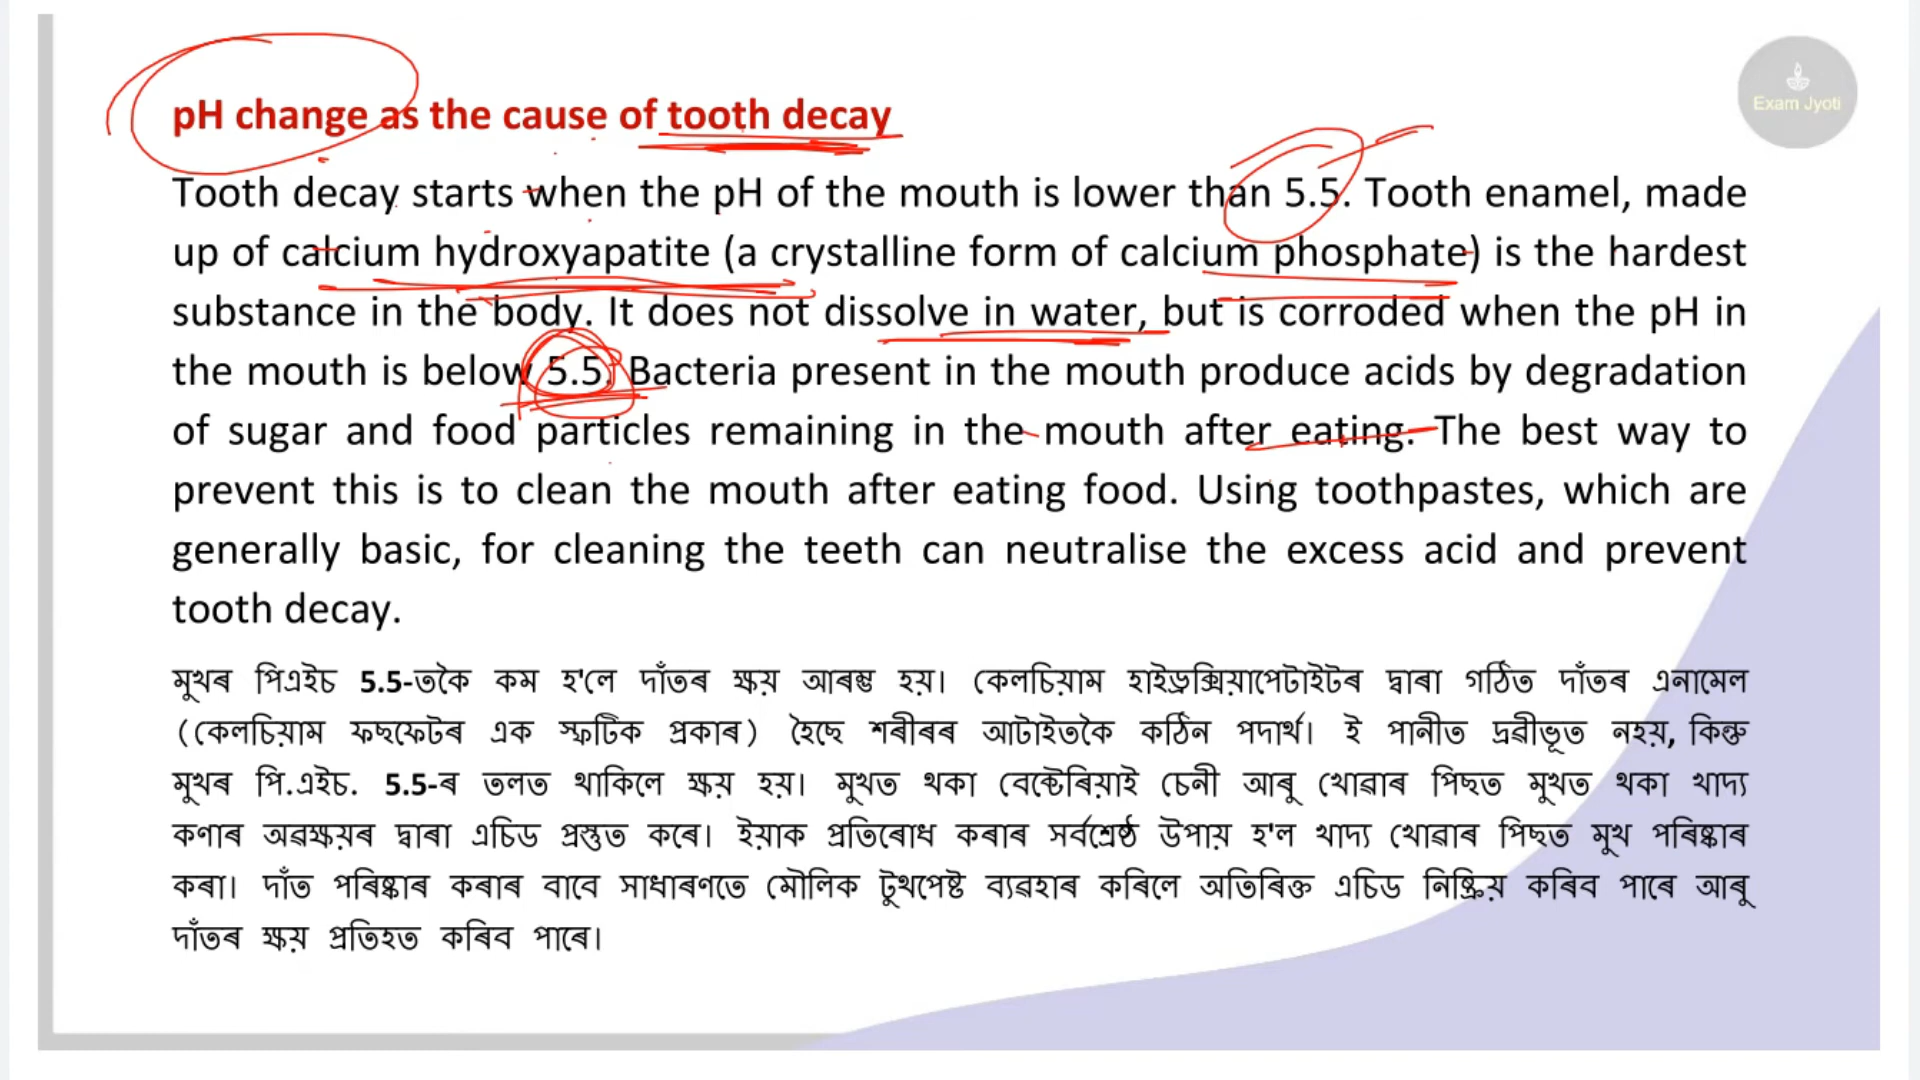 pH change as the cause of tooth decay
Exam Jyoti
Tooth decay starts when the pH of the mouth is lower than 5.5. Tooth enamel, made
up of calcium hydroxyapatite (a crystalline form of calcium phosphate) is the hardest
substance in the body. It does not dissolve in water, but is corroded when the pH in
the mouth is below 5.5. Bacteria present in the mouth produce acids by degradation
of sugar and food particles remaining in the mouth after eating. The best way to
prevent this is to clean the mouth after eating food. Using toothpastes, which are
generally basic, for cleaning the teeth can neutralise the excess acid and prevent
tooth decay.
মুখৰ পিএইচ 5.5-তকৈ কম হ'লে দাঁতৰ ক্ষয় আৰম্ভ হয়। কেলচিয়াম হাইড্ৰক্সিয়াপেটাইটৰ দ্বাৰা গঠিত দাঁতৰ এনামেল
(কেলচিয়াম ফছফেটৰ এক স্ফটিক প্ৰকাৰ) হৈছে শৰীৰৰ আটাইতকৈ কঠিন পদাৰ্থ। ই পানীত দ্ৰৱীভূত নহয়, কিন্তু
মুখৰ পি.এইচ. 5.5-ৰ তলত থাকিলে ক্ষয় হয়। মুখত থকা বেক্টেৰিয়াই চেনী আৰু খোৱাৰ পিছত মুখত থকা খাদ্য
কণাৰ অৱক্ষয়ৰ দ্বাৰা এচিড প্ৰস্তুত কৰে। ইয়াক প্ৰতিৰোধ কৰাৰ সৰ্বশ্ৰেষ্ঠ উপায় হ'ল খাদ্য খোৱাৰ পিছত মুখ পৰিষ্কাৰ
কৰা। দাঁত পৰিষ্কাৰ কৰাৰ বাবে সাধাৰণতে মৌলিক টুথপেষ্ট ব্যৱহাৰ কৰিলে অতিৰিক্ত এচিড নিষ্ক্ৰিয় কৰিব পাৰে আৰু
দাঁতৰ ক্ষয় প্ৰতিহত কৰিব পাৰে।